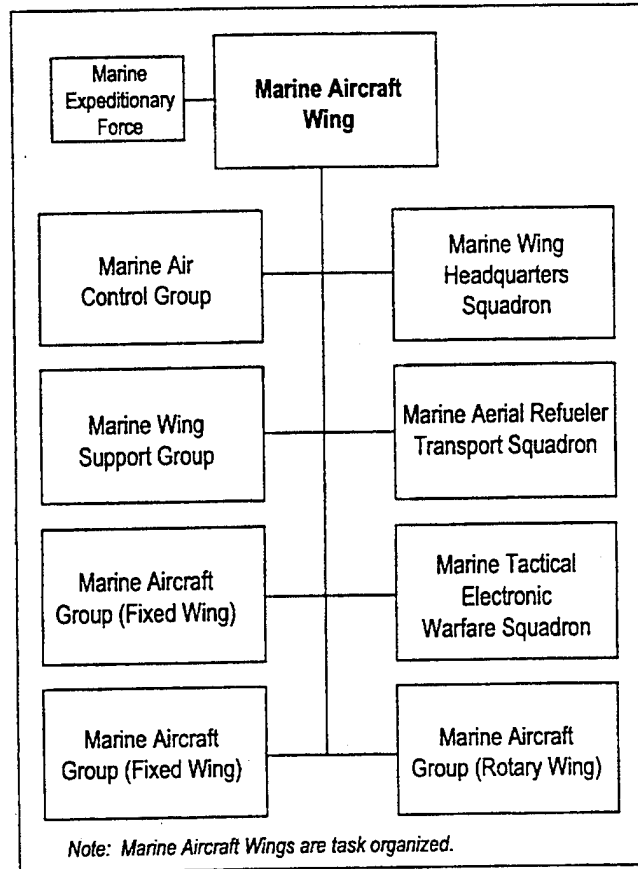 Marine
Expeditionary
Force
Marine Aircraft
Wing
Marine Air
Control Group
Marine Wing
Headquarters
Squadron
Marine Wing
Support Group
Marine Aerial Refueler
Transport Squadron
Marine Aircraft
Group (Fixed Wing)
Marine Tactical
Electronic
Warfare Squadron
Marine Aircraft
Group (Fixed Wing)
Marine Aircraft
Group (Rotary Wing)
Note: Marine Aircraft Wings are task organized.